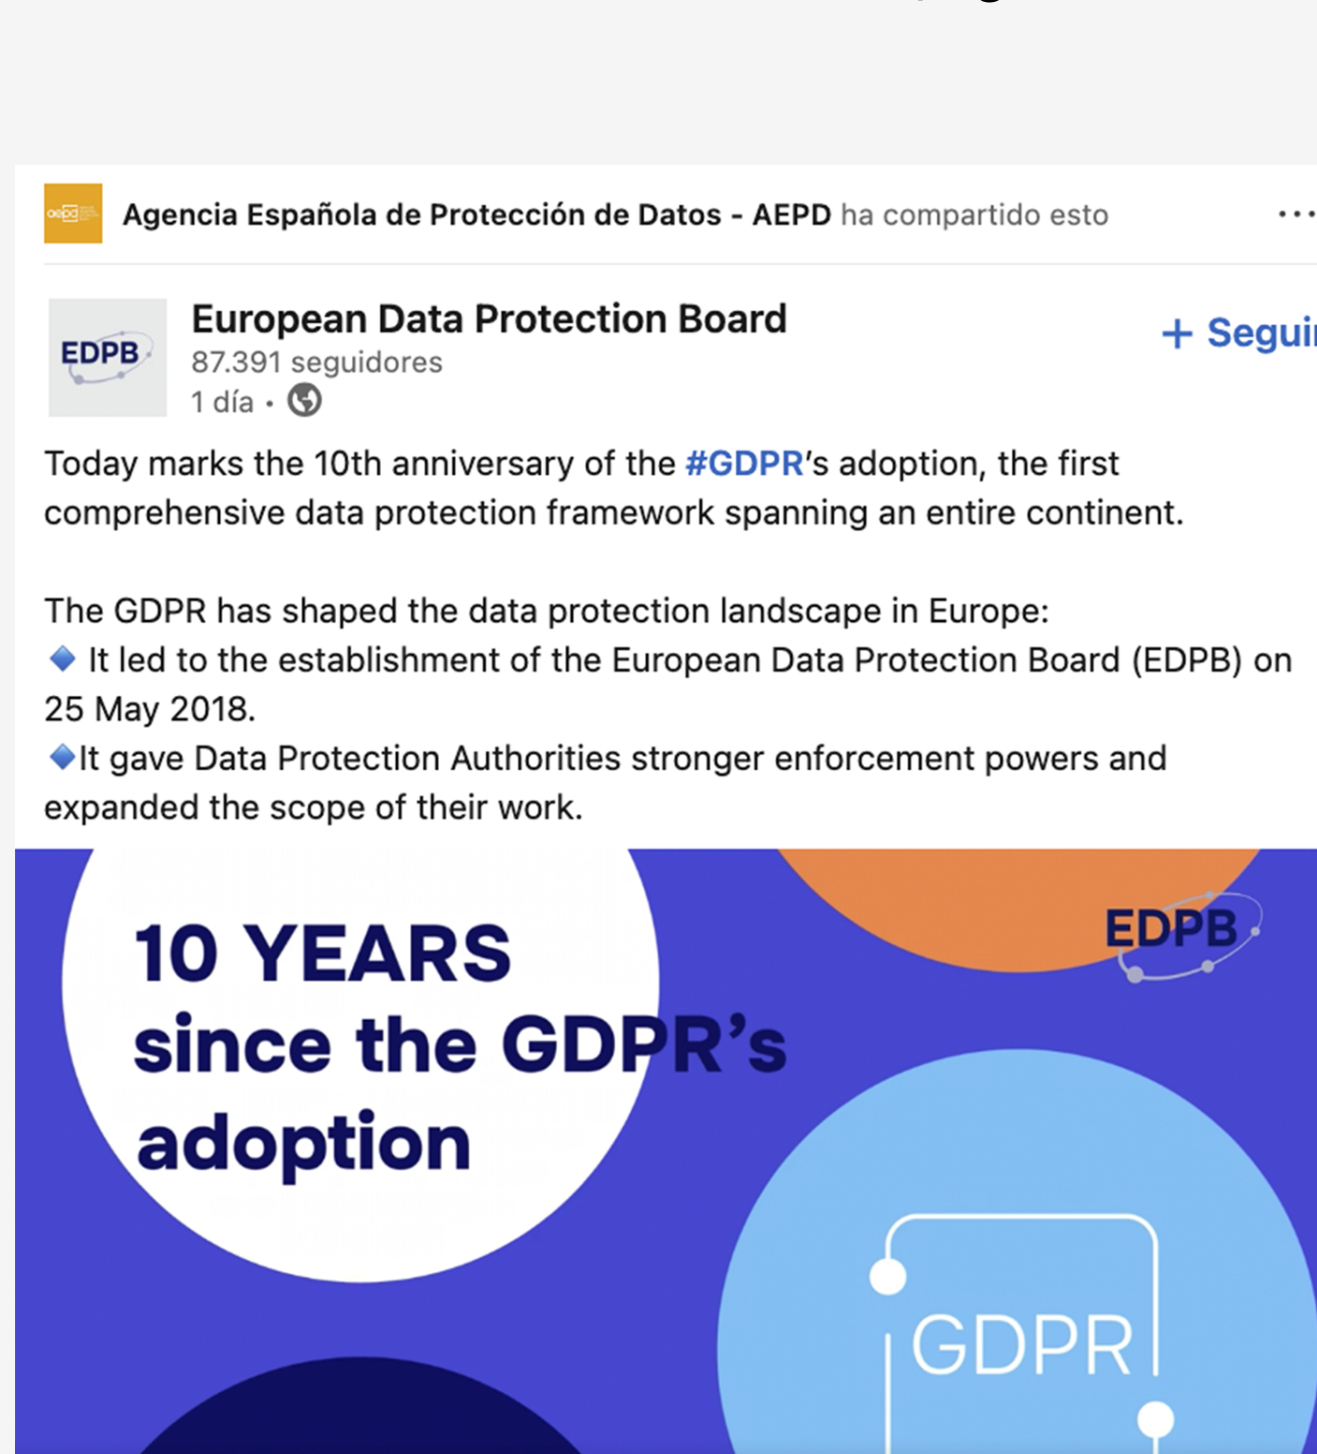 aepd
Agencia Española de Protección de Datos - AEPD ha compartido esto
EDPB
European Data Protection Board
+ Seguir
87.391 seguidores
1 día •
Today marks the 10th anniversary of the #GDPR’s adoption, the first
comprehensive data protection framework spanning an entire continent.
The GDPR has shaped the data protection landscape in Europe:
🔹 It led to the establishment of the European Data Protection Board (EDPB) on
25 May 2018.
🔹It gave Data Protection Authorities stronger enforcement powers and
expanded the scope of their work.
10 YEARS
since the GDPR’s
adoption
EDPB
GDPR